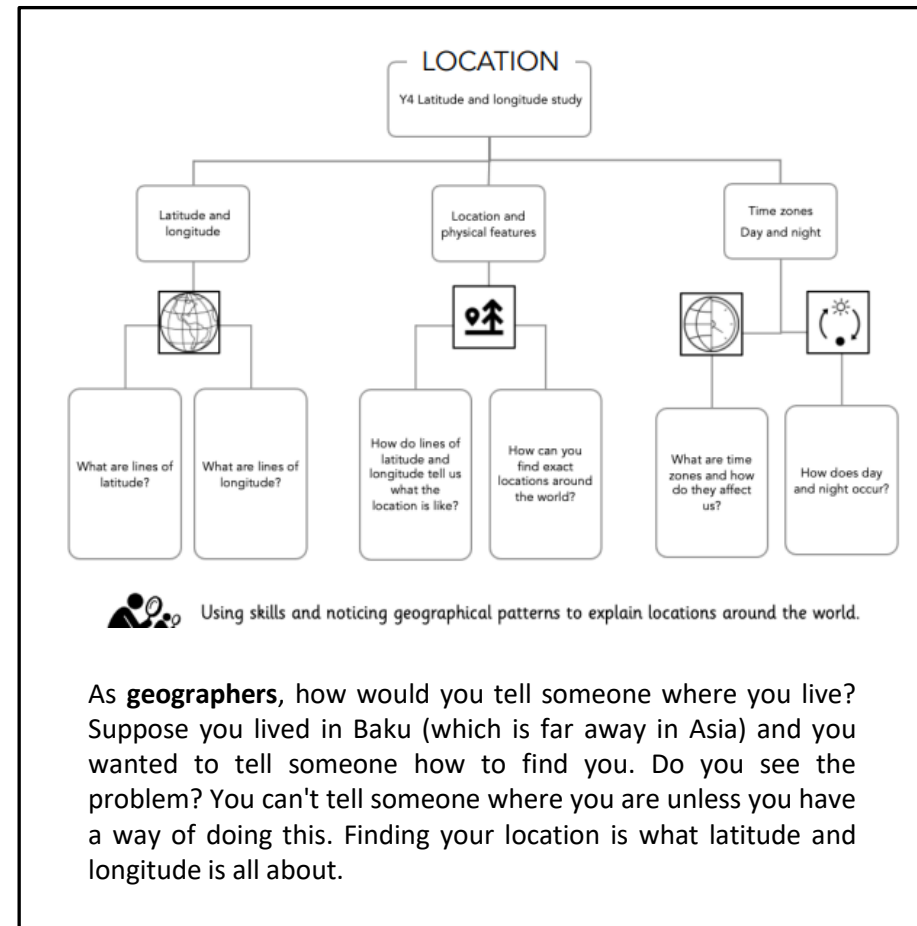 LOCATION
Y4 Latitude and longitude study
Latitude and
longitude
Location and
physical features
Time zones
Day and night
What are lines of
latitude?
What are lines of
longitude?
How do lines of
latitude and
longitude tell us
what the
location is like?
How can you
find exact
locations around
the world?
What are time
zones and how
do they affect
us?
How does day
and night occur?
Using skills and noticing geographical patterns to explain locations around the world.
As geographers, how would you tell someone where you live?
Suppose you lived in Baku (which is far away in Asia) and you
wanted to tell someone how to find you. Do you see the
problem? You can't tell someone where you are unless you have
a way of doing this. Finding your location is what latitude and
longitude is all about.